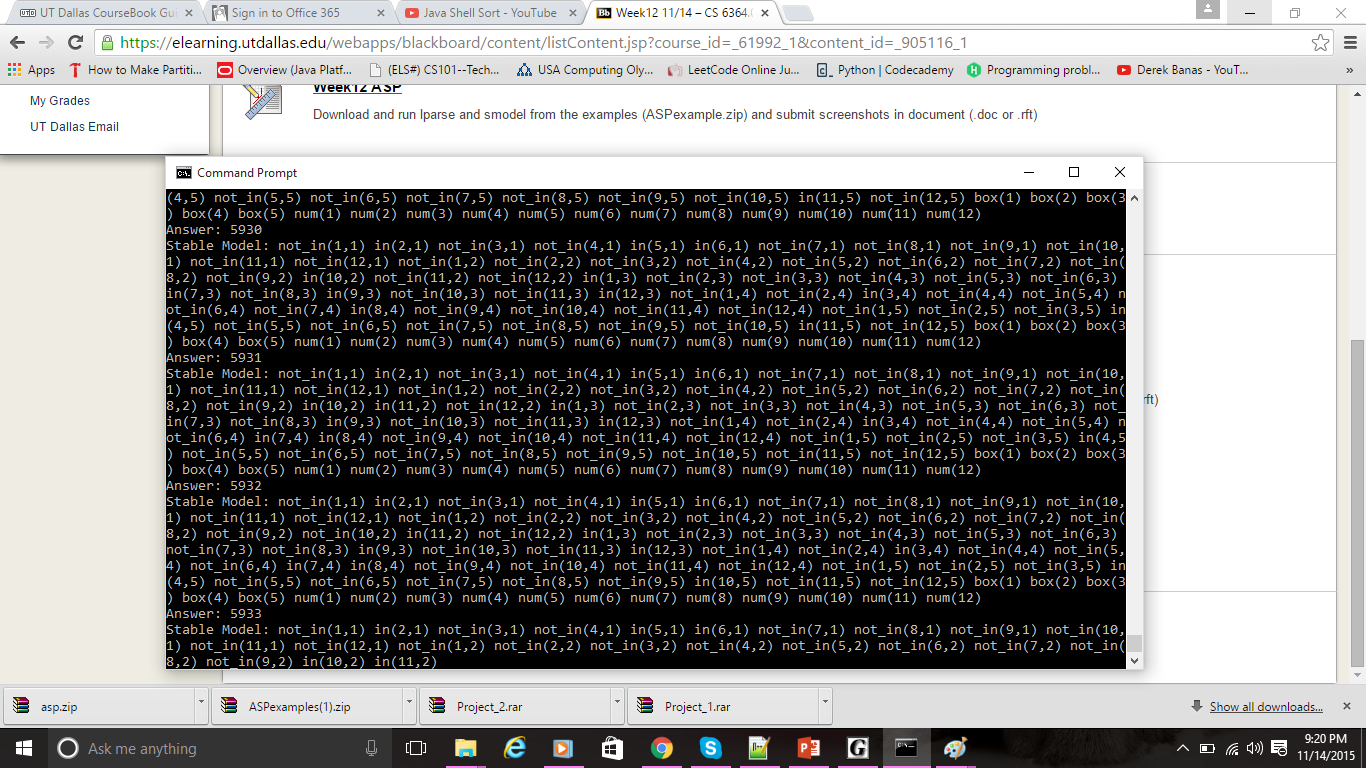 UT Dallas CourseBook Gui
Sign in to Office 365
Java Shell Sort - YouTube
Bb Week12 11/14 – CS 6364.
https://elearning.utdallas.edu/webapps/blackboard/content/listContent.jsp?course_id=_61992_1&content_id=_905116_1
Apps How to Make Partiti... Overview (Java Platf... (ELS#) CS101--Tech... USA Computing Oly... LeetCode Online Ju... Python | Codecademy Programming probl... Derek Banas - YouT... »
My Grades
UT Dallas Email
Week12 ASP
Download and run lparse and smodel from the examples (ASPexample.zip) and submit screenshots in document (.doc or .rft)
Command Prompt
(4,5) not_in(5,5) not_in(6,5) not_in(7,5) not_in(8,5) not_in(9,5) not_in(10,5) in(11,5) not_in(12,5) box(1) box(2) box(3
) box(4) box(5) num(1) num(2) num(3) num(4) num(5) num(6) num(7) num(8) num(9) num(10) num(11) num(12)
Answer: 5930
Stable Model: not_in(1,1) in(2,1) not_in(3,1) not_in(4,1) in(5,1) in(6,1) not_in(7,1) not_in(8,1) not_in(9,1) not_in(10,
1) not_in(11,1) not_in(12,1) not_in(1,2) not_in(2,2) not_in(3,2) not_in(4,2) not_in(5,2) not_in(6,2) not_in(7,2) not_in(
8,2) not_in(9,2) in(10,2) not_in(11,2) not_in(12,2) in(1,3) not_in(2,3) not_in(3,3) not_in(4,3) not_in(5,3) not_in(6,3)
in(7,3) not_in(8,3) in(9,3) not_in(10,3) not_in(11,3) in(12,3) not_in(1,4) not_in(2,4) in(3,4) not_in(4,4) not_in(5,4) n
ot_in(6,4) not_in(7,4) in(8,4) not_in(9,4) not_in(10,4) not_in(11,4) not_in(12,4) not_in(1,5) not_in(2,5) not_in(3,5) in
(4,5) not_in(5,5) not_in(6,5) not_in(7,5) not_in(8,5) not_in(9,5) not_in(10,5) in(11,5) not_in(12,5) box(1) box(2) box(3
) box(4) box(5) num(1) num(2) num(3) num(4) num(5) num(6) num(7) num(8) num(9) num(10) num(11) num(12)
Answer: 5931
Stable Model: not_in(1,1) in(2,1) not_in(3,1) not_in(4,1) in(5,1) in(6,1) not_in(7,1) not_in(8,1) not_in(9,1) not_in(10,
1) not_in(11,1) not_in(12,1) not_in(1,2) not_in(2,2) not_in(3,2) not_in(4,2) not_in(5,2) not_in(6,2) not_in(7,2) not_in(
8,2) not_in(9,2) in(10,2) in(11,2) not_in(12,2) in(1,3) not_in(2,3) not_in(3,3) not_in(4,3) not_in(5,3) not_in(6,3) not_
in(7,3) not_in(8,3) in(9,3) not_in(10,3) not_in(11,3) in(12,3) not_in(1,4) not_in(2,4) in(3,4) not_in(4,4) not_in(5,4) n
ot_in(6,4) in(7,4) in(8,4) not_in(9,4) not_in(10,4) not_in(11,4) not_in(12,4) not_in(1,5) not_in(2,5) not_in(3,5) in(4,5
) not_in(5,5) not_in(6,5) not_in(7,5) not_in(8,5) not_in(9,5) not_in(10,5) not_in(11,5) not_in(12,5) box(1) box(2) box(3
) box(4) box(5) num(1) num(2) num(3) num(4) num(5) num(6) num(7) num(8) num(9) num(10) num(11) num(12)
Answer: 5932
Stable Model: not_in(1,1) in(2,1) not_in(3,1) not_in(4,1) in(5,1) in(6,1) not_in(7,1) not_in(8,1) not_in(9,1) not_in(10,
1) not_in(11,1) not_in(12,1) not_in(1,2) not_in(2,2) not_in(3,2) not_in(4,2) not_in(5,2) not_in(6,2) not_in(7,2) not_in(
8,2) not_in(9,2) not_in(10,2) in(11,2) not_in(12,2) in(1,3) not_in(2,3) not_in(3,3) not_in(4,3) not_in(5,3) not_in(6,3)
not_in(7,3) not_in(8,3) in(9,3) not_in(10,3) not_in(11,3) in(12,3) not_in(1,4) not_in(2,4) in(3,4) not_in(4,4) not_in(5,
4) not_in(6,4) in(7,4) in(8,4) not_in(9,4) not_in(10,4) not_in(11,4) not_in(12,4) not_in(1,5) not_in(2,5) not_in(3,5) in
(4,5) not_in(5,5) not_in(6,5) not_in(7,5) not_in(8,5) not_in(9,5) in(10,5) not_in(11,5) not_in(12,5) box(1) box(2) box(3
) box(4) box(5) num(1) num(2) num(3) num(4) num(5) num(6) num(7) num(8) num(9) num(10) num(11) num(12)
Answer: 5933
Stable Model: not_in(1,1) in(2,1) not_in(3,1) not_in(4,1) in(5,1) in(6,1) not_in(7,1) not_in(8,1) not_in(9,1) not_in(10,
1) not_in(11,1) not_in(12,1) not_in(1,2) not_in(2,2) not_in(3,2) not_in(4,2) not_in(5,2) not_in(6,2) not_in(7,2) not_in(
8,2) not_in(9,2) in(10,2) in(11,2)
rft)
asp.zip ASPexamples(1).zip Project_2.rar Project_1.rar Show all downloads...
Ask me anything
9:20 PM
11/14/2015